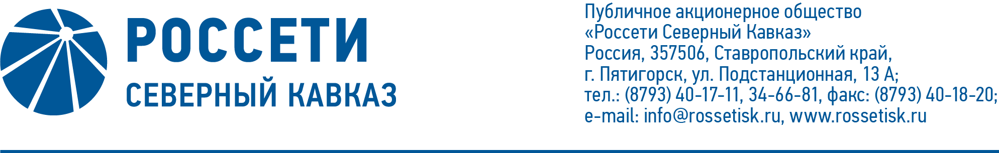 РОССЕТИ
СЕВЕРНЫЙ КАВКАЗ
Публичное акционерное общество
«Россети Северный Кавказ»
Россия, 357506, Ставропольский край,
г. Пятигорск, ул. Подстанционная, 13 А;
тел.: (8793) 40-17-11, 34-66-81, факс: (8793) 40-18-20;
e-mail: info@rossetisk.ru, www.rossetisk.ru